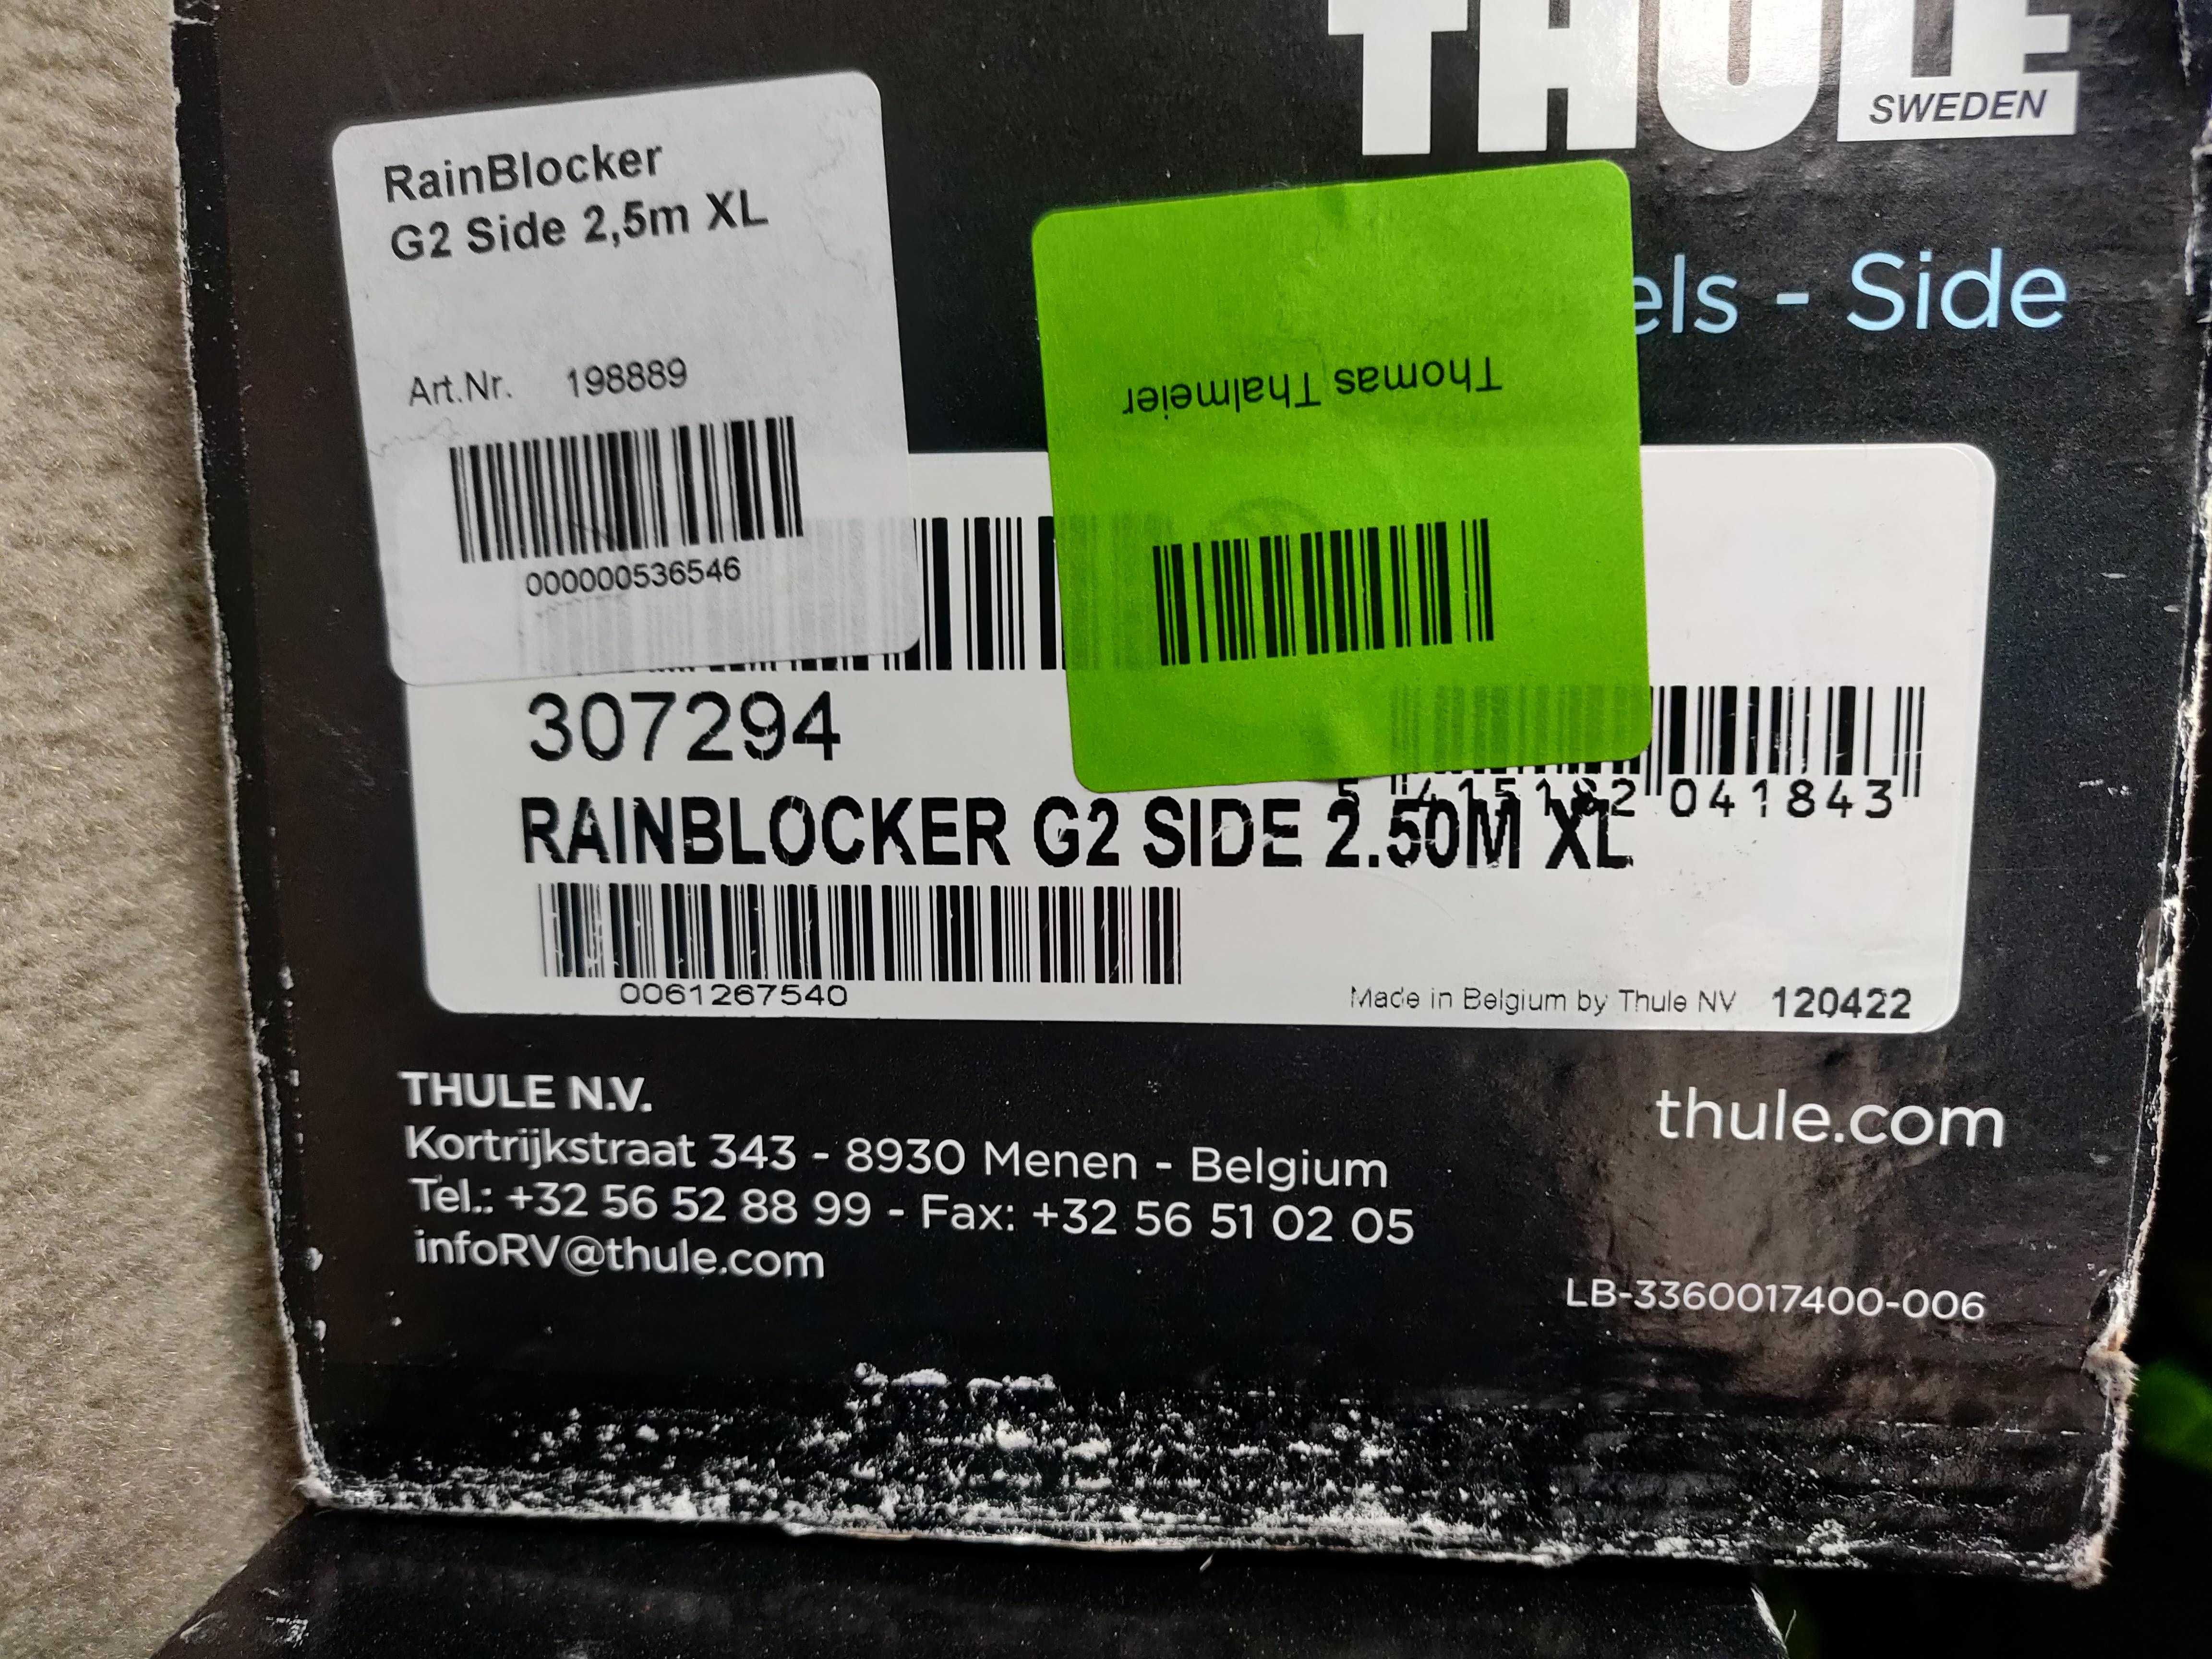 THULE
SWEDEN
RainBlocker
G2 Side 2,5m XL
els - Side
Thomas Thalmeier
Art.Nr. 198889
000000536546
307294
5 415182 041843
RAINBLOCKER G2 SIDE 2.50M XL
0061267540
Made in Belgium by Thule NV 120422
THULE N.V.
thule.com
Kortrijkstraat 343 - 8930 Menen - Belgium
Tel.: +32 56 52 88 99 - Fax: +32 56 51 02 05
infoRV@thule.com
LB-3360017400-006